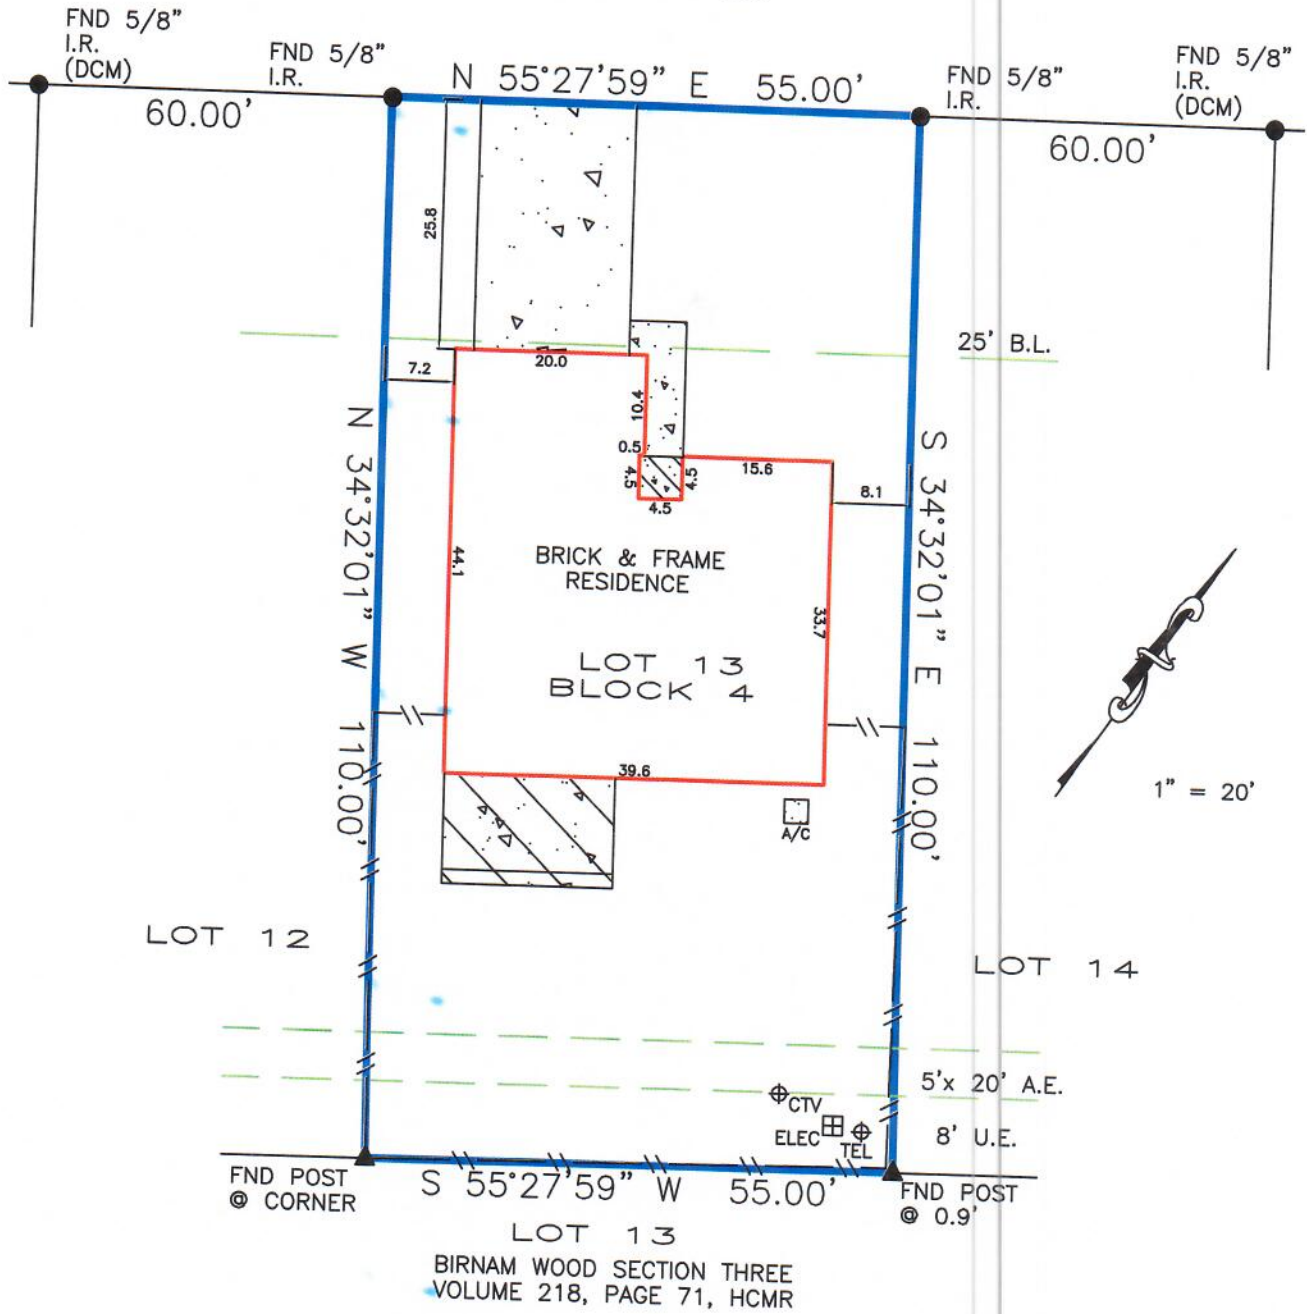 FND 5/8"
I.R.
(DCM)
FND 5/8"
I.R.
N 55°27'59" E 55.00'
FND 5/8"
I.R.
FND 5/8"
I.R.
(DCM)
60.00'
60.00'
25.8
25' B.L.
7.2
20.0
10.4
0.5
4.5
4.5
4.5
15.6
8.1
N 34°32'01" W 110.00'
S 34°32'01" E 110.00'
44.1
BRICK & FRAME
RESIDENCE
33.7
LOT 13
BLOCK 4
39.6
A/C
1" = 20'
LOT 12
LOT 14
5'x 20' A.E.
CTV
ELEC
TEL
8' U.E.
FND POST
@ CORNER
S 55°27'59" W 55.00'
FND POST
@ 0.9'
LOT 13
BIRNAM WOOD SECTION THREE
VOLUME 218, PAGE 71, HCMR